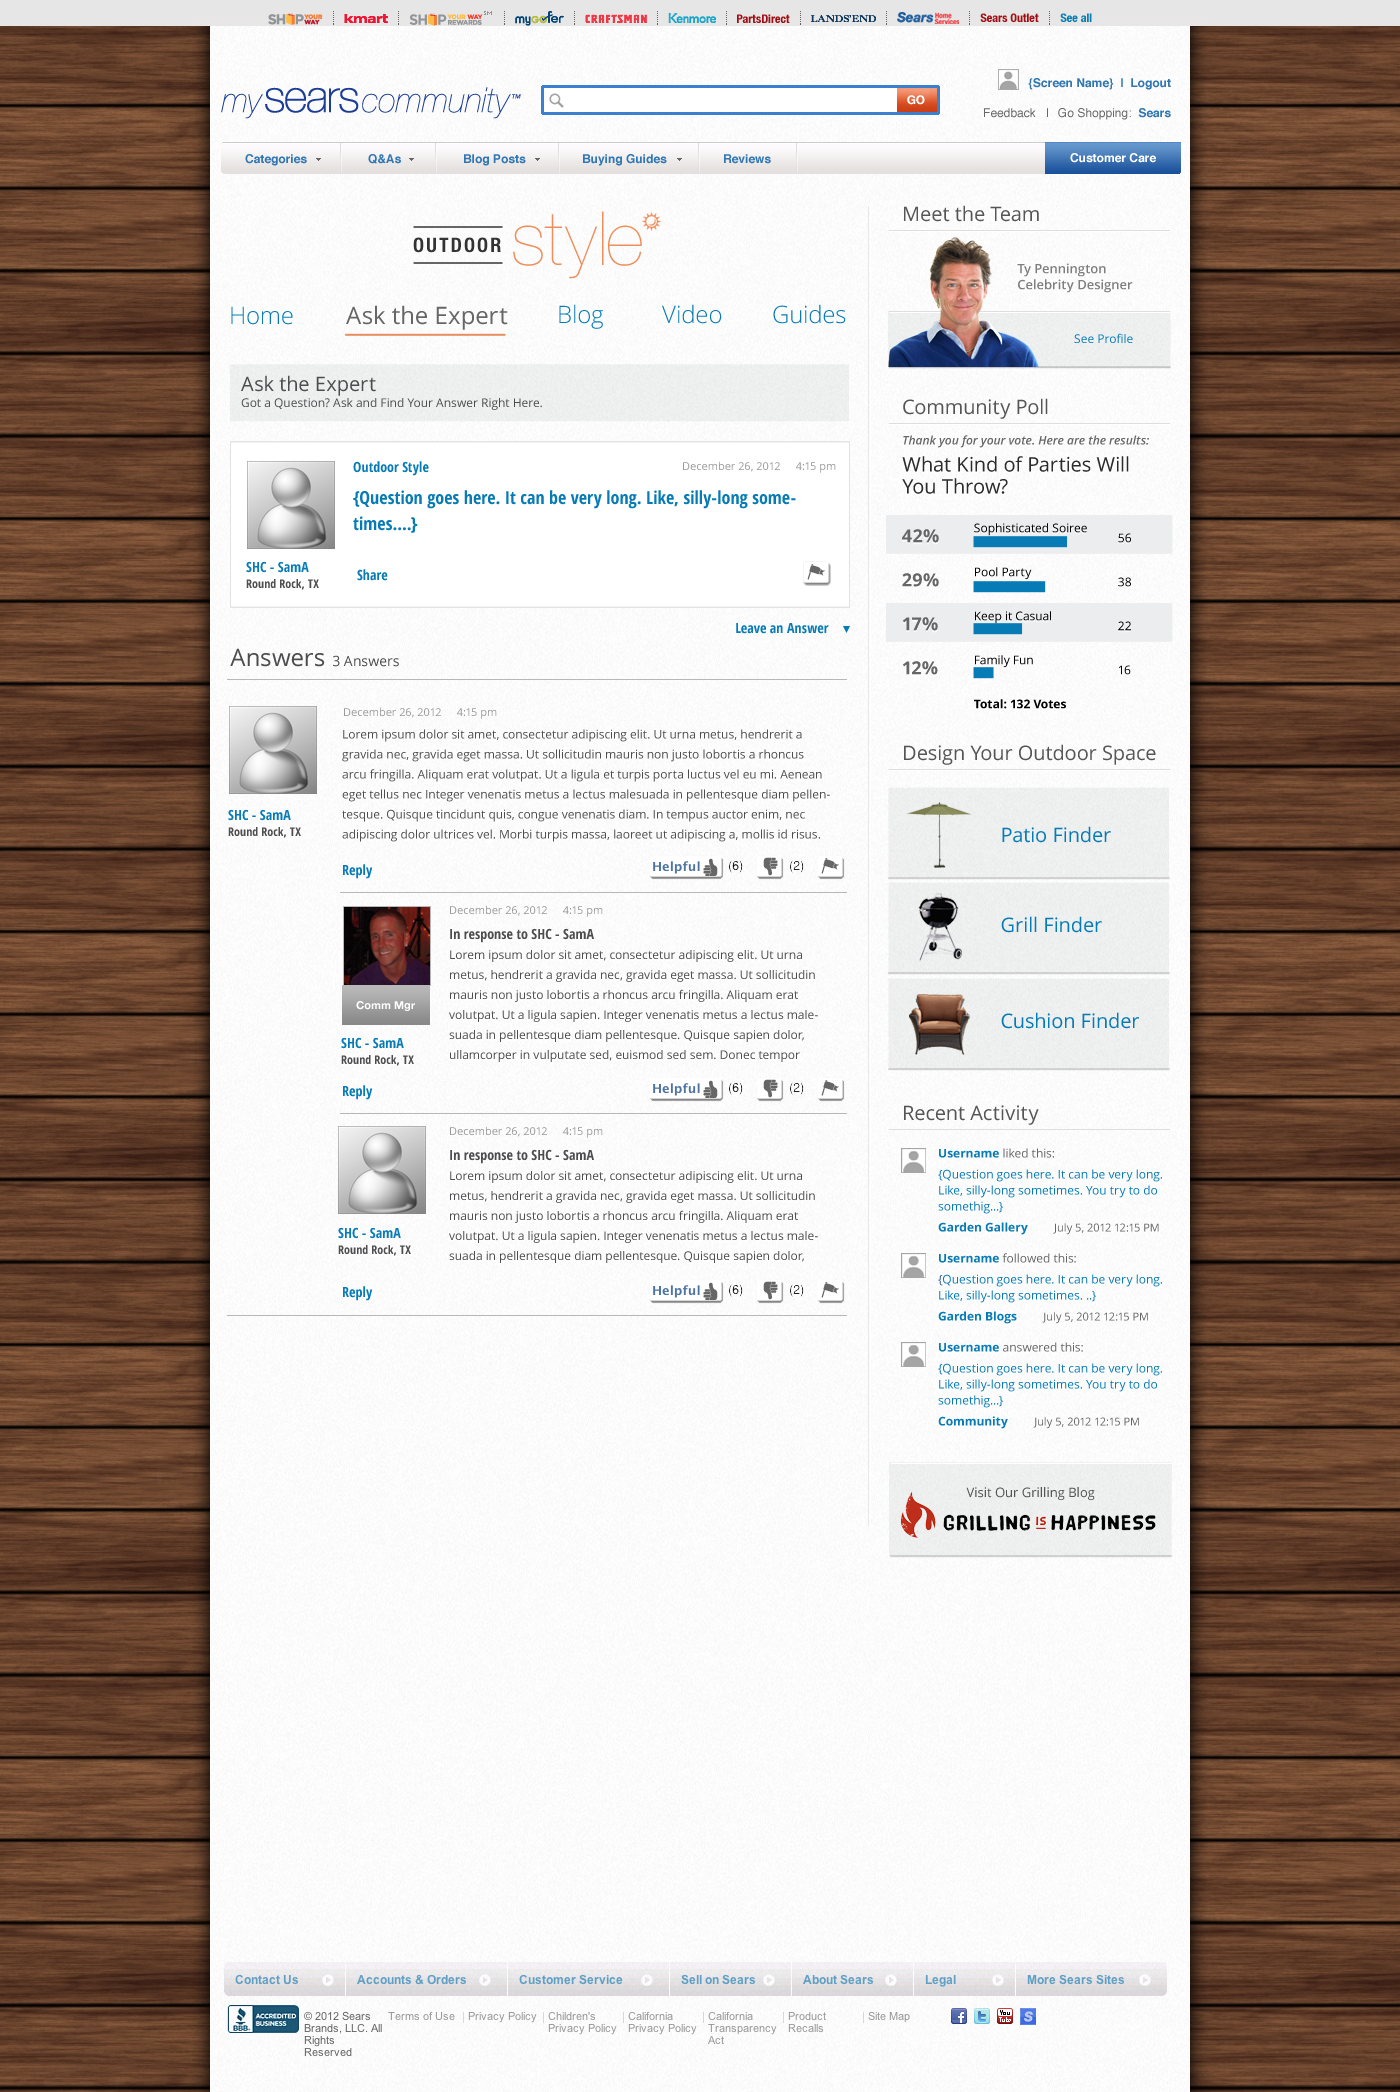 SHOP YOUR WAY
kmart
SHOP YOUR WAY REWARDS SM
mygofer
CRAFTSMAN
Kenmore
PartsDirect
LANDS'END
Sears Home Services
Sears Outlet
See all
mysearscommunity™
GO
{Screen Name} | Logout
Feedback | Go Shopping: Sears
Categories
Q&As
Blog Posts
Buying Guides
Reviews
Customer Care
OUTDOOR style
Home
Ask the Expert
Blog
Video
Guides
Ask the Expert
Got a Question? Ask and Find Your Answer Right Here.
Outdoor Style
December 26, 2012 4:15 pm
{Question goes here. It can be very long. Like, silly-long some-
times....}
SHC - SamA
Round Rock, TX
Share
Leave an Answer
Answers 3 Answers
December 26, 2012 4:15 pm
Lorem ipsum dolor sit amet, consectetur adipiscing elit. Ut urna metus, hendrerit a
gravida nec, gravida eget massa. Ut sollicitudin mauris non justo lobortis a rhoncus
arcu fringilla. Aliquam erat volutpat. Ut a ligula et turpis porta luctus vel eu mi. Aenean
eget tellus nec Integer venenatis metus a lectus malesuada in pellentesque diam pellen-
tesque. Quisque tincidunt quis, congue venenatis diam. In tempus auctor enim, nec
adipiscing dolor ultrices vel. Morbi turpis massa, laoreet ut adipiscing a, mollis id risus.
SHC - SamA
Round Rock, TX
Reply
Helpful (6) (2)
December 26, 2012 4:15 pm
In response to SHC - SamA
Lorem ipsum dolor sit amet, consectetur adipiscing elit. Ut urna
metus, hendrerit a gravida nec, gravida eget massa. Ut sollicitudin
mauris non justo lobortis a rhoncus arcu fringilla. Aliquam erat
volutpat. Ut a ligula sapien. Integer venenatis metus a lectus male-
suada in pellentesque diam pellentesque. Quisque sapien dolor,
ullamcorper in vulputate sed, euismod sed sem. Donec tempor
Comm Mgr
SHC - SamA
Round Rock, TX
Reply
Helpful (6) (2)
December 26, 2012 4:15 pm
In response to SHC - SamA
Lorem ipsum dolor sit amet, consectetur adipiscing elit. Ut urna
metus, hendrerit a gravida nec, gravida eget massa. Ut sollicitudin
mauris non justo lobortis a rhoncus arcu fringilla. Aliquam erat
volutpat. Ut a ligula sapien. Integer venenatis metus a lectus male-
suada in pellentesque diam pellentesque. Quisque sapien dolor,
SHC - SamA
Round Rock, TX
Reply
Helpful (6) (2)
Meet the Team
Ty Pennington
Celebrity Designer
See Profile
Community Poll
Thank you for your vote. Here are the results:
What Kind of Parties Will
You Throw?
42% Sophisticated Soiree 56
29% Pool Party 38
17% Keep it Casual 22
12% Family Fun 16
Total: 132 Votes
Design Your Outdoor Space
Patio Finder
Grill Finder
Cushion Finder
Recent Activity
Username liked this:
{Question goes here. It can be very long.
Like, silly-long sometimes. You try to do
somethig...}
Garden Gallery July 5, 2012 12:15 PM
Username followed this:
{Question goes here. It can be very long.
Like, silly-long sometimes. ..}
Garden Blogs July 5, 2012 12:15 PM
Username answered this:
{Question goes here. It can be very long.
Like, silly-long sometimes. You try to do
somethig...}
Community July 5, 2012 12:15 PM
Visit Our Grilling Blog
GRILLING IS HAPPINESS
Contact Us
Accounts & Orders
Customer Service
Sell on Sears
About Sears
Legal
More Sears Sites
BBB ACCREDITED BUSINESS
© 2012 Sears
Brands, LLC. All
Rights
Reserved
Terms of Use
Privacy Policy
Children's
Privacy Policy
California
Privacy Policy
California
Transparency
Act
Product
Recalls
Site Map
f
t
You Tube
S